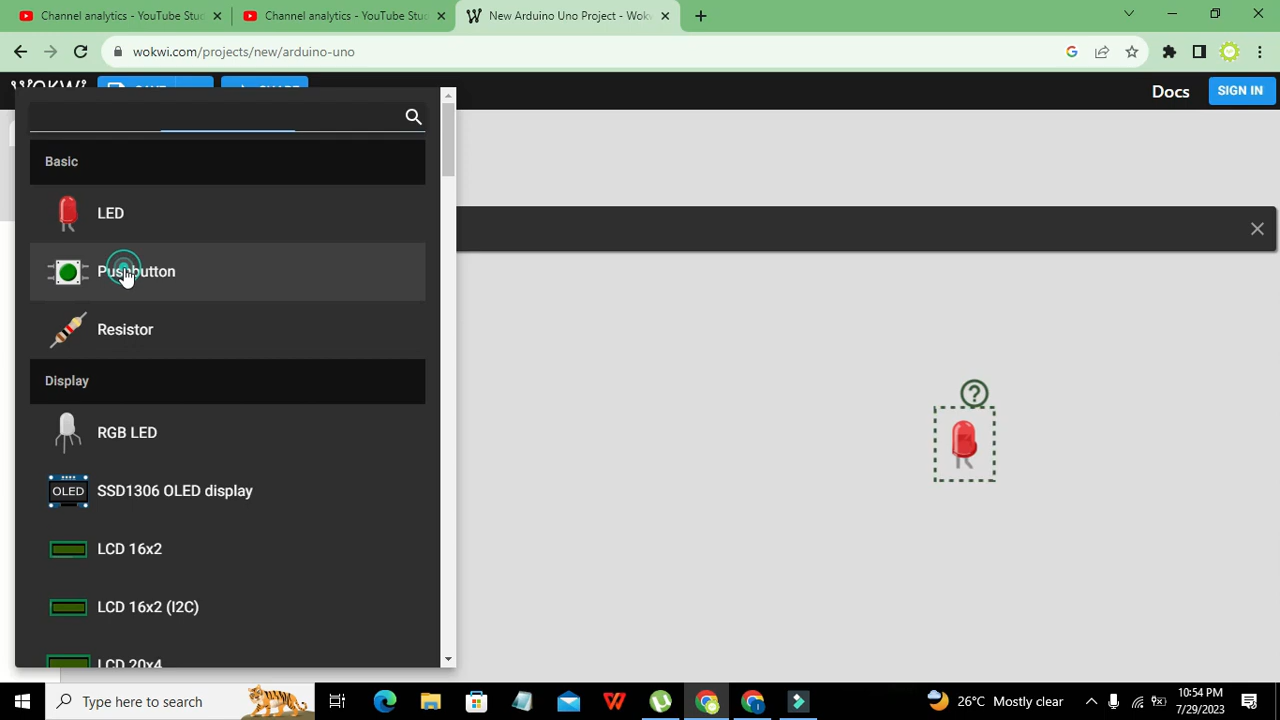 Channel analytics - YouTube Stud
Channel analytics - YouTube Stud
New Arduino Uno Project - Wok
wokwi.com/projects/new/arduino-uno
Docs
SIGN IN
Basic
LED
Pushbutton
Resistor
Display
RGB LED
OLED
SSD1306 OLED display
LCD 16x2
LCD 16x2 (I2C)
LCD 20x4
Type here to search
26°C Mostly clear
10:54 PM
7/29/2023